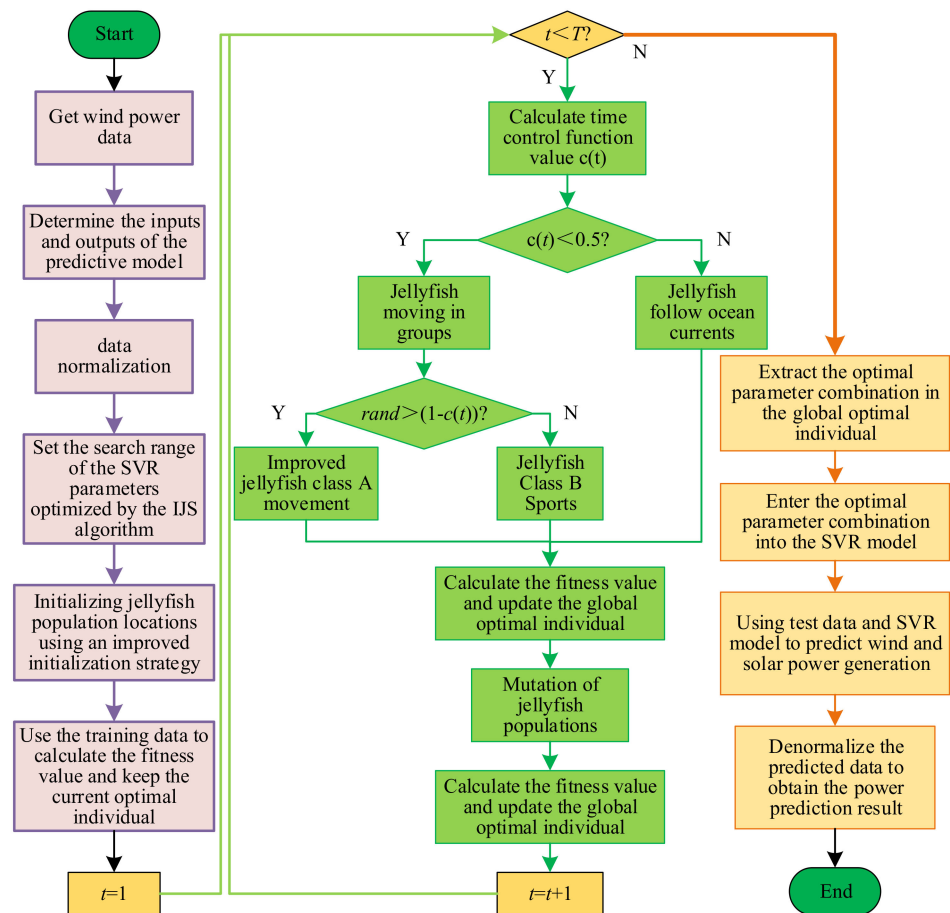 Start
Get wind power
data
Determine the inputs
and outputs of the
predictive model
data
normalization
Set the search range
of the SVR
parameters
optimized by the IJS
algorithm
Initializing jellyfish
population locations
using an improved
initialization strategy
Use the training data to
calculate the fitness
value and keep the
current optimal
individual
t=1
t<T?
Y
N
Calculate time
control function
value c(t)
c(t)<0.5?
Y
N
Jellyfish
moving in
groups
Jellyfish
follow ocean
currents
rand>(1-c(t))?
Y
N
Improved
jellyfish class A
movement
Jellyfish
Class B
Sports
Calculate the fitness value
and update the global
optimal individual
Mutation of
jellyfish
populations
Calculate the fitness value
and update the global
optimal individual
t=t+1
Extract the optimal
parameter combination in
the global optimal
individual
Enter the optimal
parameter combination
into the SVR model
Using test data and SVR
model to predict wind and
solar power generation
Denormalize the
predicted data to
obtain the power
prediction result
End